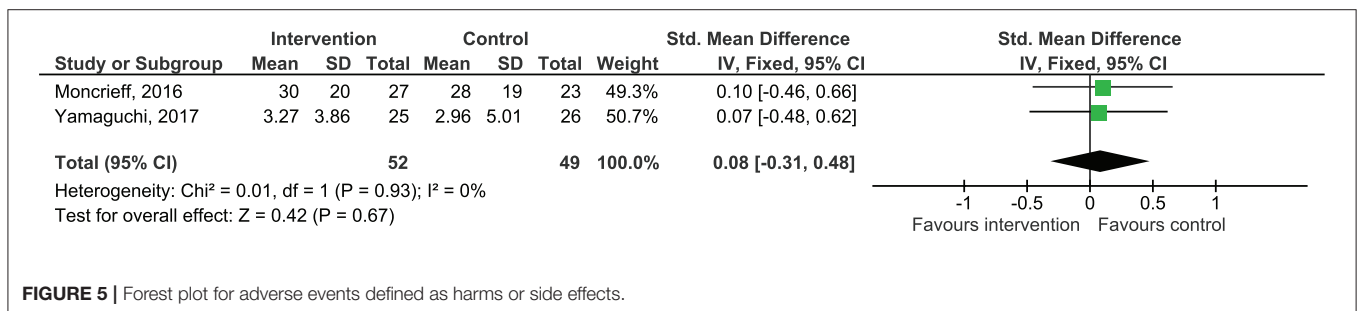 Intervention Control Std. Mean Difference Std. Mean Difference
Study or Subgroup Mean SD Total Mean SD Total Weight IV, Fixed, 95% CI IV, Fixed, 95% CI
Moncrieff, 2016 30 20 27 28 19 23 49.3% 0.10 [-0.46, 0.66]
Yamaguchi, 2017 3.27 3.86 25 2.96 5.01 26 50.7% 0.07 [-0.48, 0.62]
Total (95% CI) 52 49 100.0% 0.08 [-0.31, 0.48]
Heterogeneity: Chi² = 0.01, df = 1 (P = 0.93); I² = 0%
Test for overall effect: Z = 0.42 (P = 0.67)
-1 -0.5 0 0.5 1
Favours intervention Favours control
FIGURE 5 | Forest plot for adverse events defined as harms or side effects.